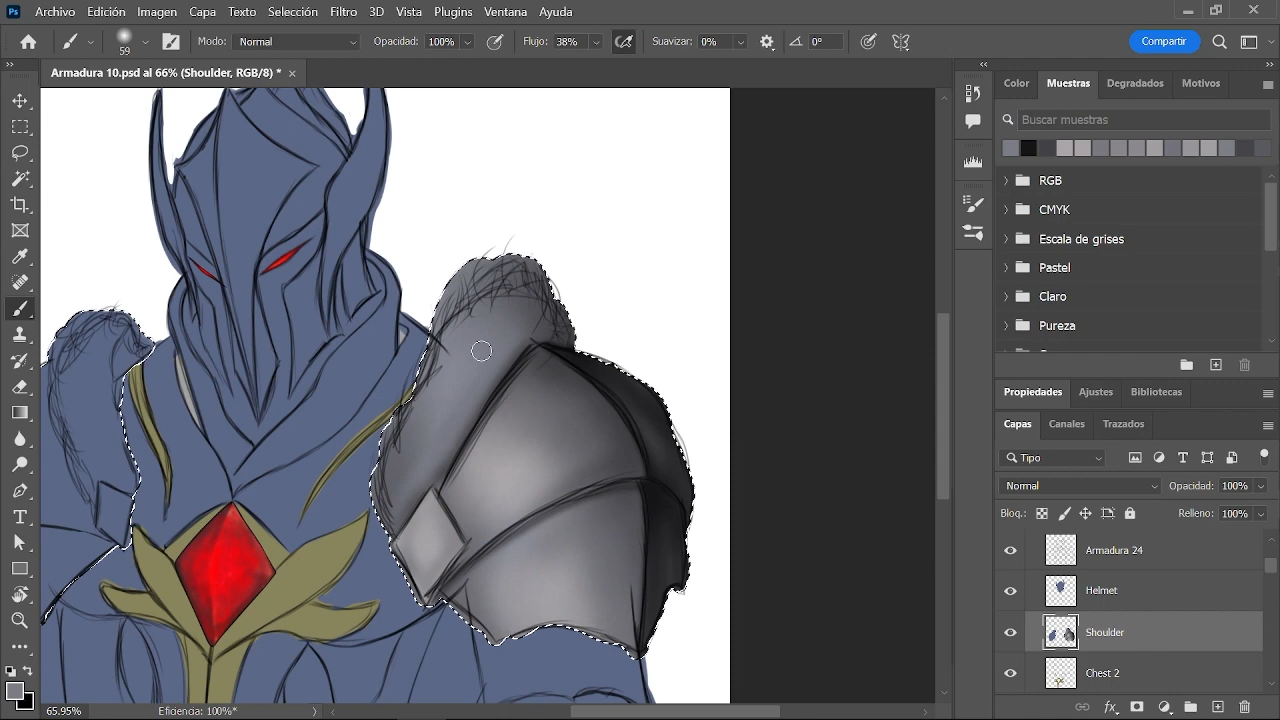 Ps Archivo Edición Imagen Capa Texto Selección Filtro 3D Vista Plugins Ventana Ayuda
59 Modo: Normal Opacidad: 100% Flujo: 38% Suavizar: 0% 0° Compartir
Armadura 10.psd al 66% (Shoulder, RGB/8) *
Color Muestras Degradados Motivos
Buscar muestras
RGB
CMYK
Escala de grises
Pastel
Claro
Pureza
Propiedades Ajustes Bibliotecas
Capas Canales Trazados
Tipo
Normal Opacidad: 100%
Bloq.: Relleno: 100%
Armadura 24
Helmet
Shoulder
Chest 2
65.95% Eficiencia: 100%*